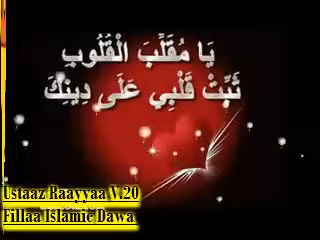 يَا مُقَلِّبَ الْقُلُوبِ
ثَبِّتْ قَلْبِي عَلَى دِينِكَ
Ustaaz Raayyaa V.20
Fillaa Islamic Dawa